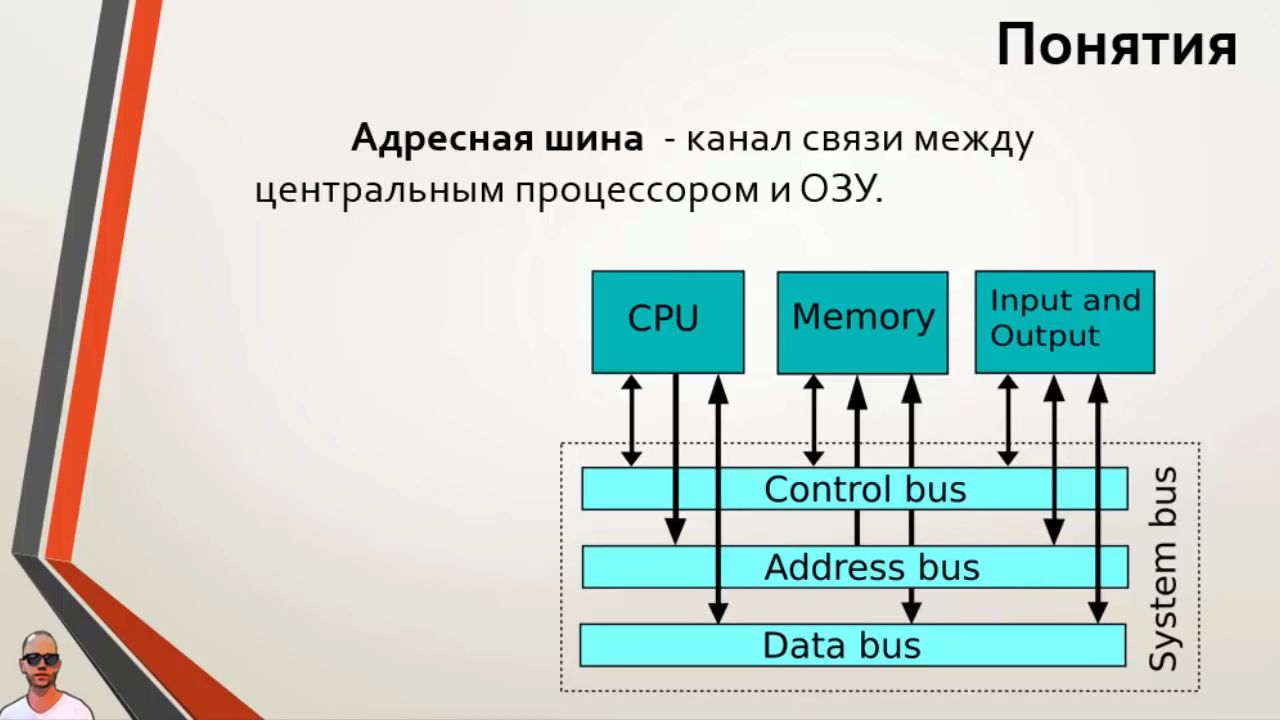 Понятия
Адресная шина - канал связи между
центральным процессором и ОЗУ.
CPU
Memory
Input and
Output
Control bus
Address bus
Data bus
System bus